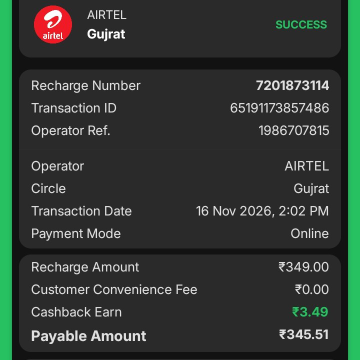 airtel
AIRTEL
Gujrat
SUCCESS
Recharge Number 7201873114
Transaction ID 65191173857486
Operator Ref. 1986707815
Operator AIRTEL
Circle Gujrat
Transaction Date 16 Nov 2026, 2:02 PM
Payment Mode Online
Recharge Amount ₹349.00
Customer Convenience Fee ₹0.00
Cashback Earn ₹3.49
Payable Amount ₹345.51